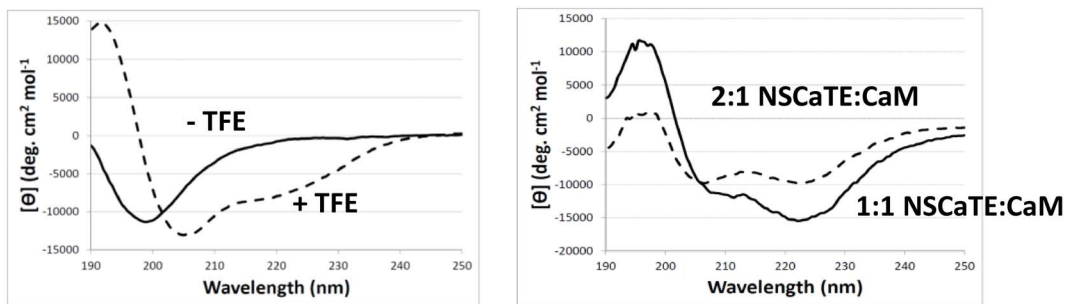 15000
10000
5000
0
-5000
-10000
-15000
190 200 210 220 230 240 250
[Θ] (deg. cm² mol⁻¹)
Wavelength (nm)
- TFE
+ TFE
15000
10000
5000
0
-5000
-10000
-15000
-20000
190 200 210 220 230 240 250
[Θ] (deg. cm² mol⁻¹)
Wavelength (nm)
2:1 NSCaTE:CaM
1:1 NSCaTE:CaM